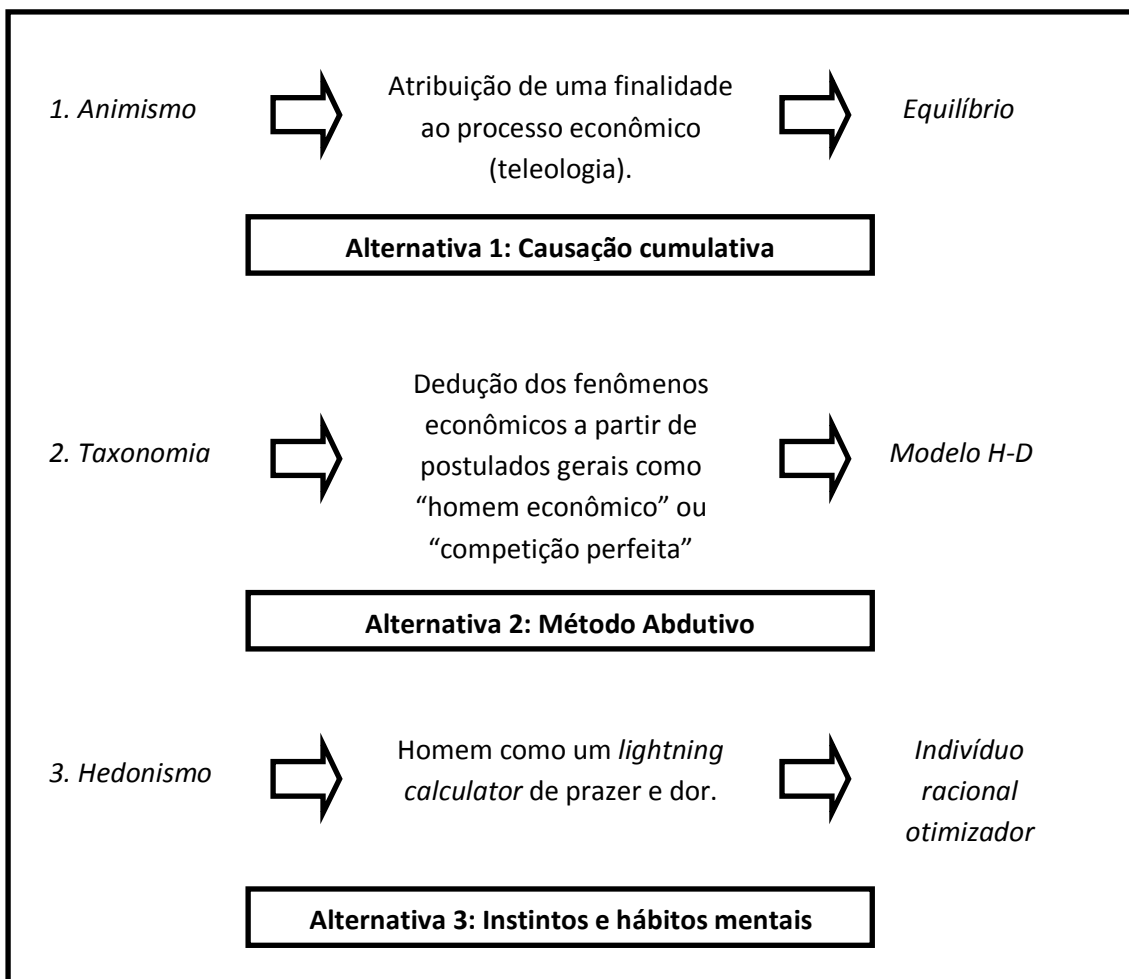 1. Animismo
Atribuição de uma finalidade
ao processo econômico
(teleologia).
Equilíbrio
Alternativa 1: Causação cumulativa
2. Taxonomia
Dedução dos fenômenos
econômicos a partir de
postulados gerais como
“homem econômico” ou
“competição perfeita”
Modelo H-D
Alternativa 2: Método Abdutivo
3. Hedonismo
Homem como um lightning
calculator de prazer e dor.
Indivíduo
racional
otimizador
Alternativa 3: Instintos e hábitos mentais